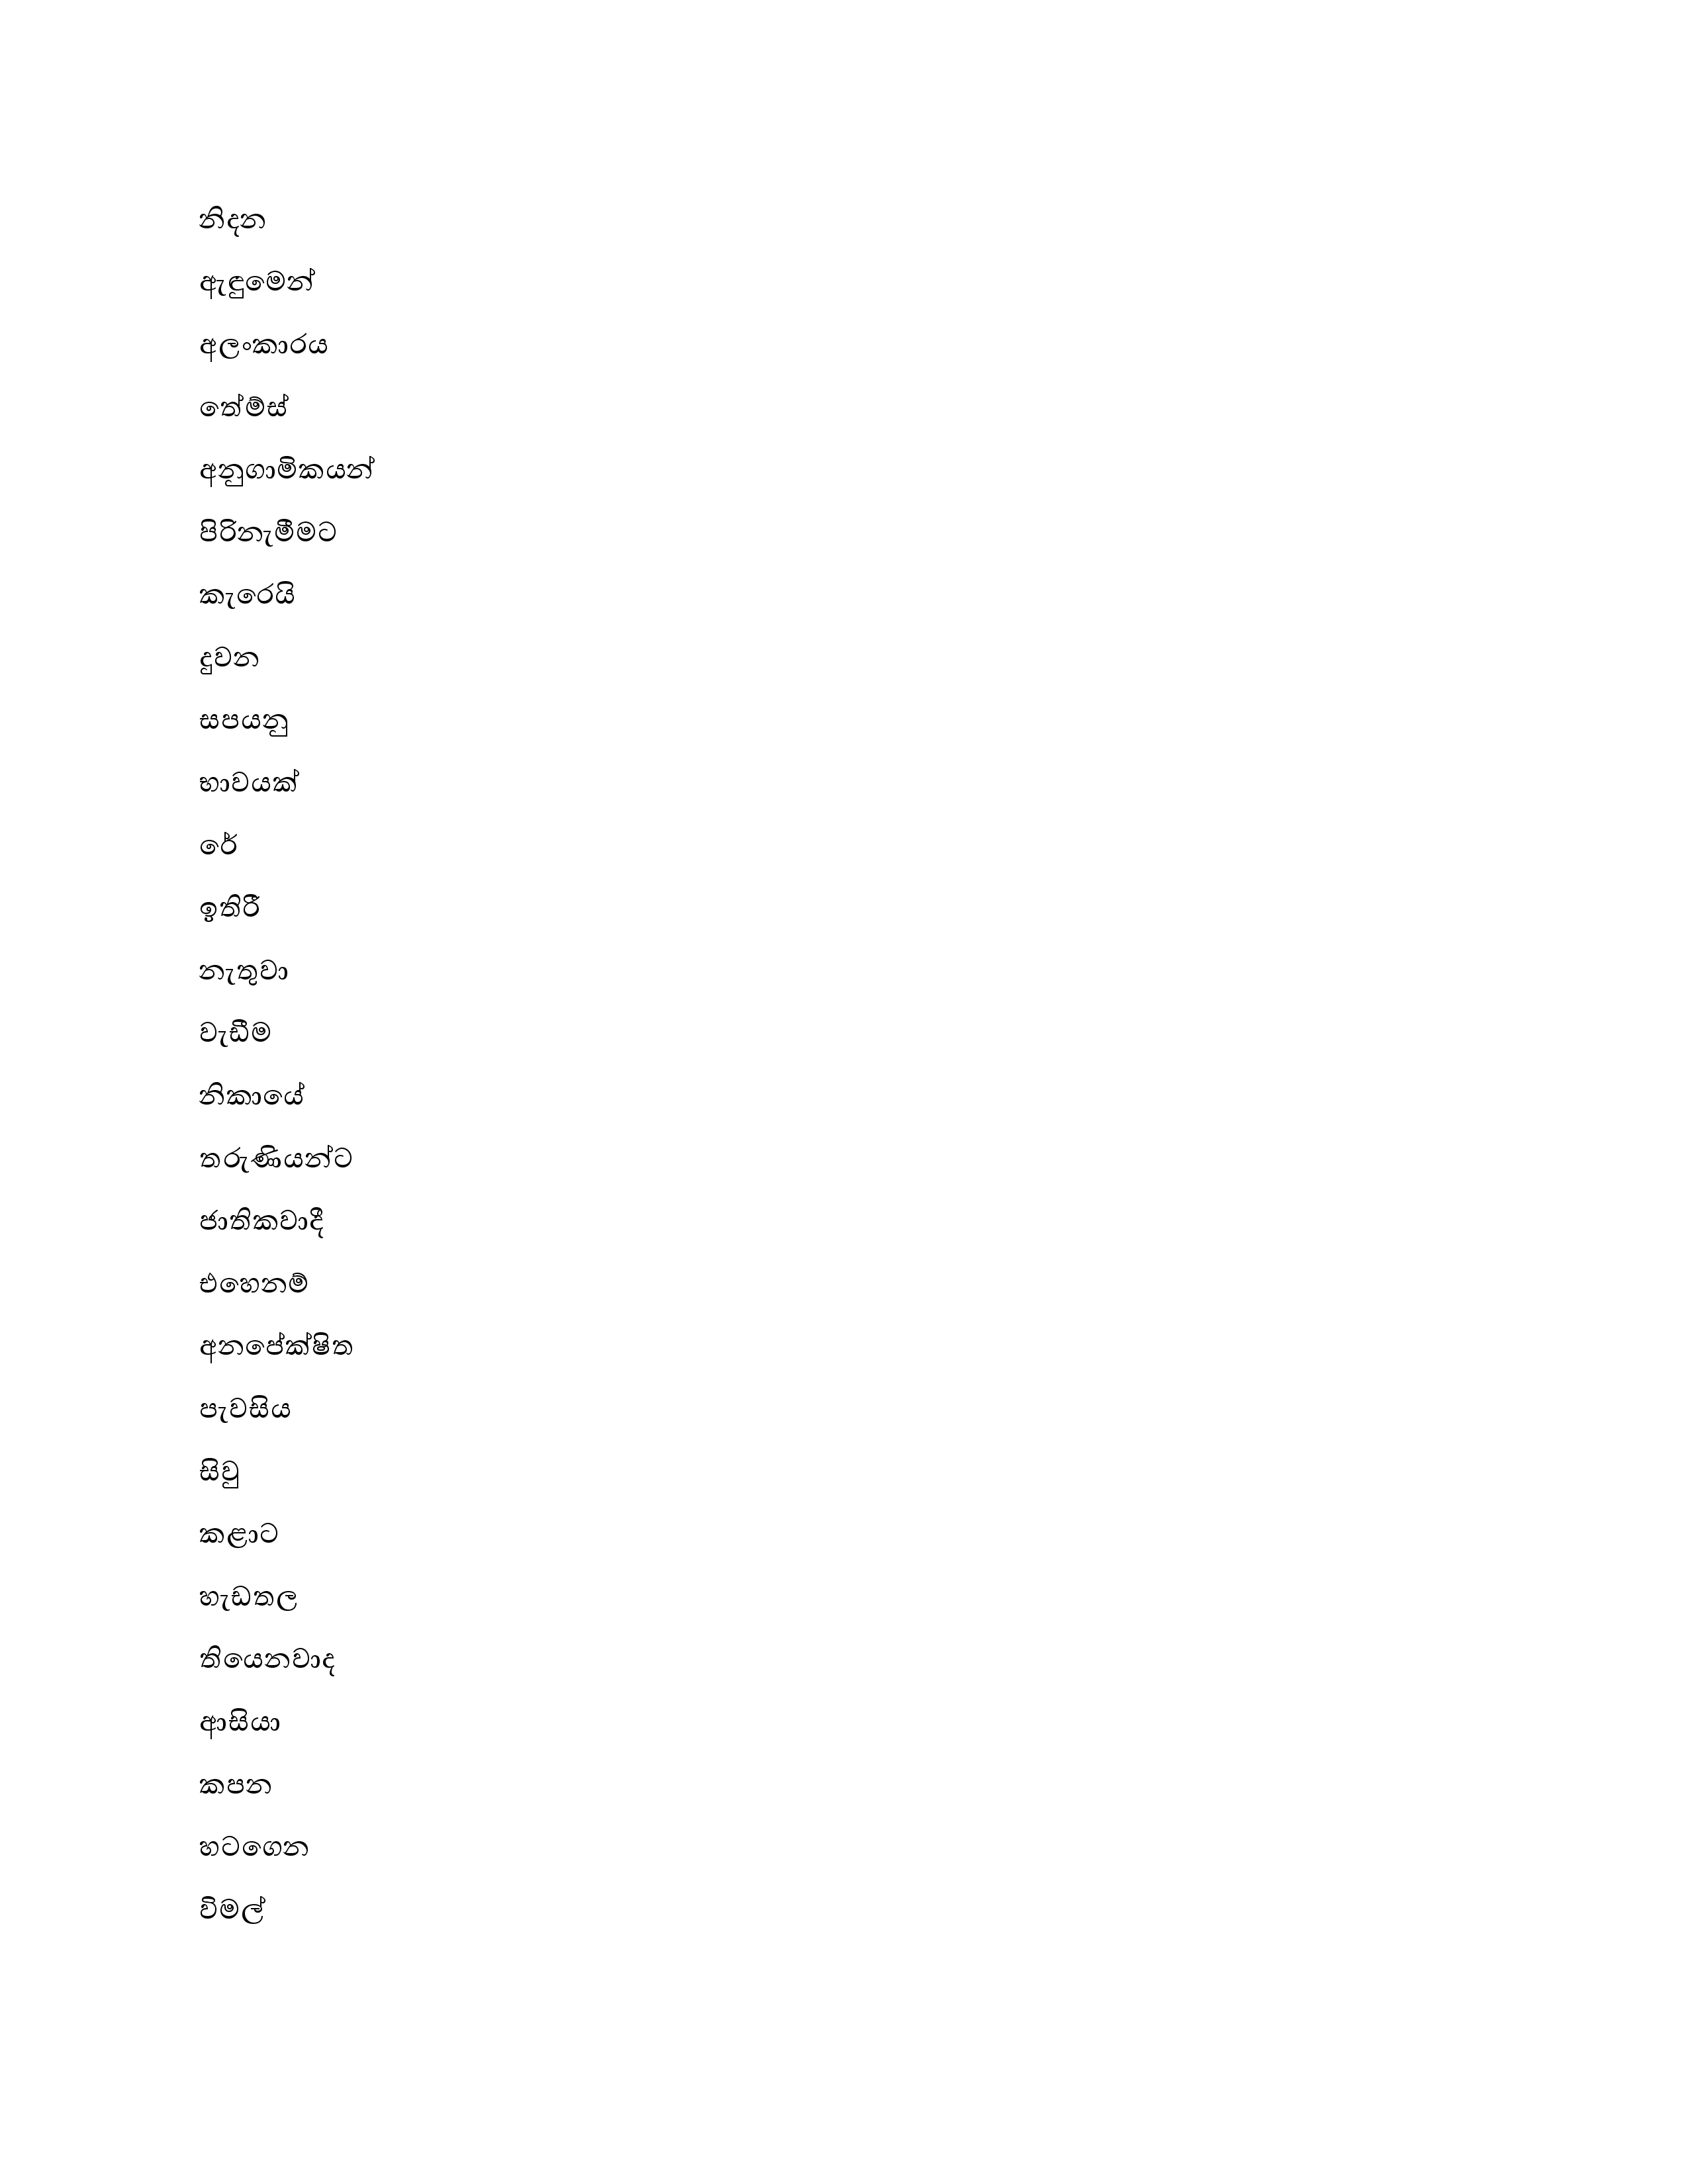 නිදන
ඇඳුමෙන්
අලංකාරය
තේම්ස්
අනුගාමිකයන්
පිරිනැමීමට
කැරෙයි
දුවන
සපයනු
භාවයක්
රේ
ඉතිරී
නැතුවා
වැඩීම
නිකායේ
තරුණියන්ට
ජාතිකවාදී
එහෙනම්
අනපේක්ෂිත
පැවසිය
සිවු
කළාට
හැඩතල
තියෙනවාද
ආසියා
කපන
හටගෙන
විමල්